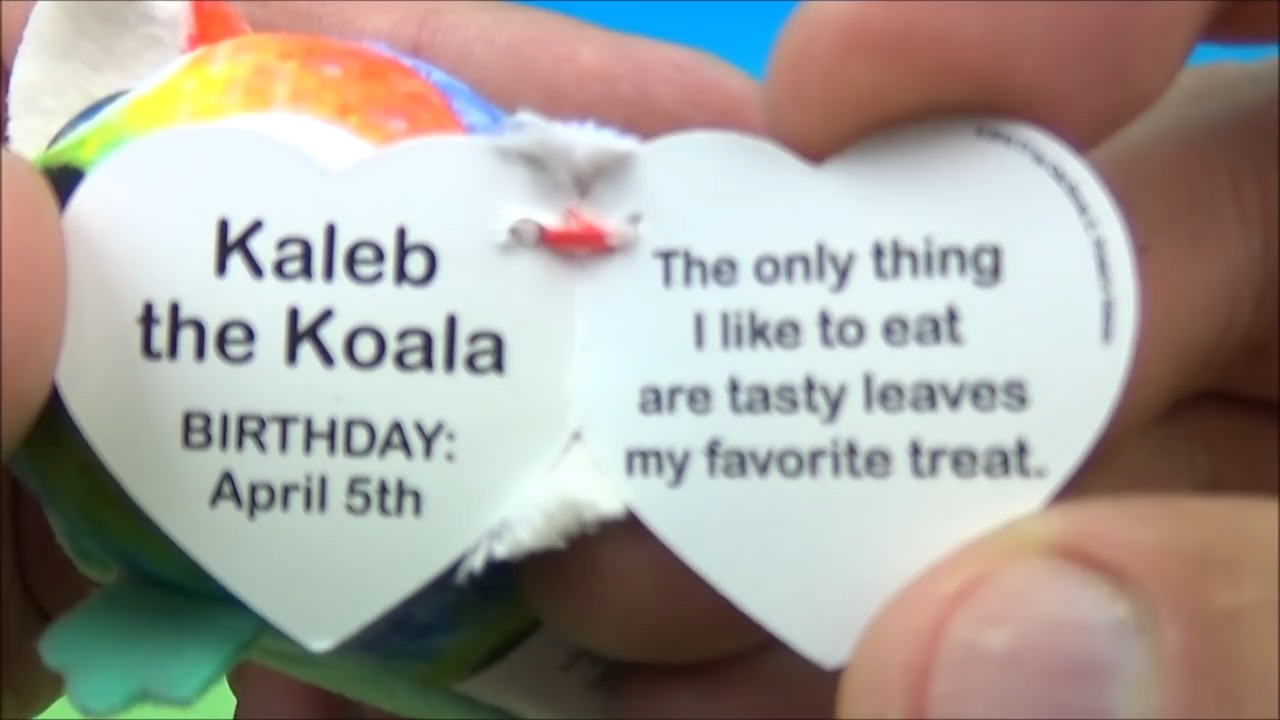 Kaleb
the Koala
BIRTHDAY:
April 5th
The only thing
I like to eat
are tasty leaves
my favorite treat.